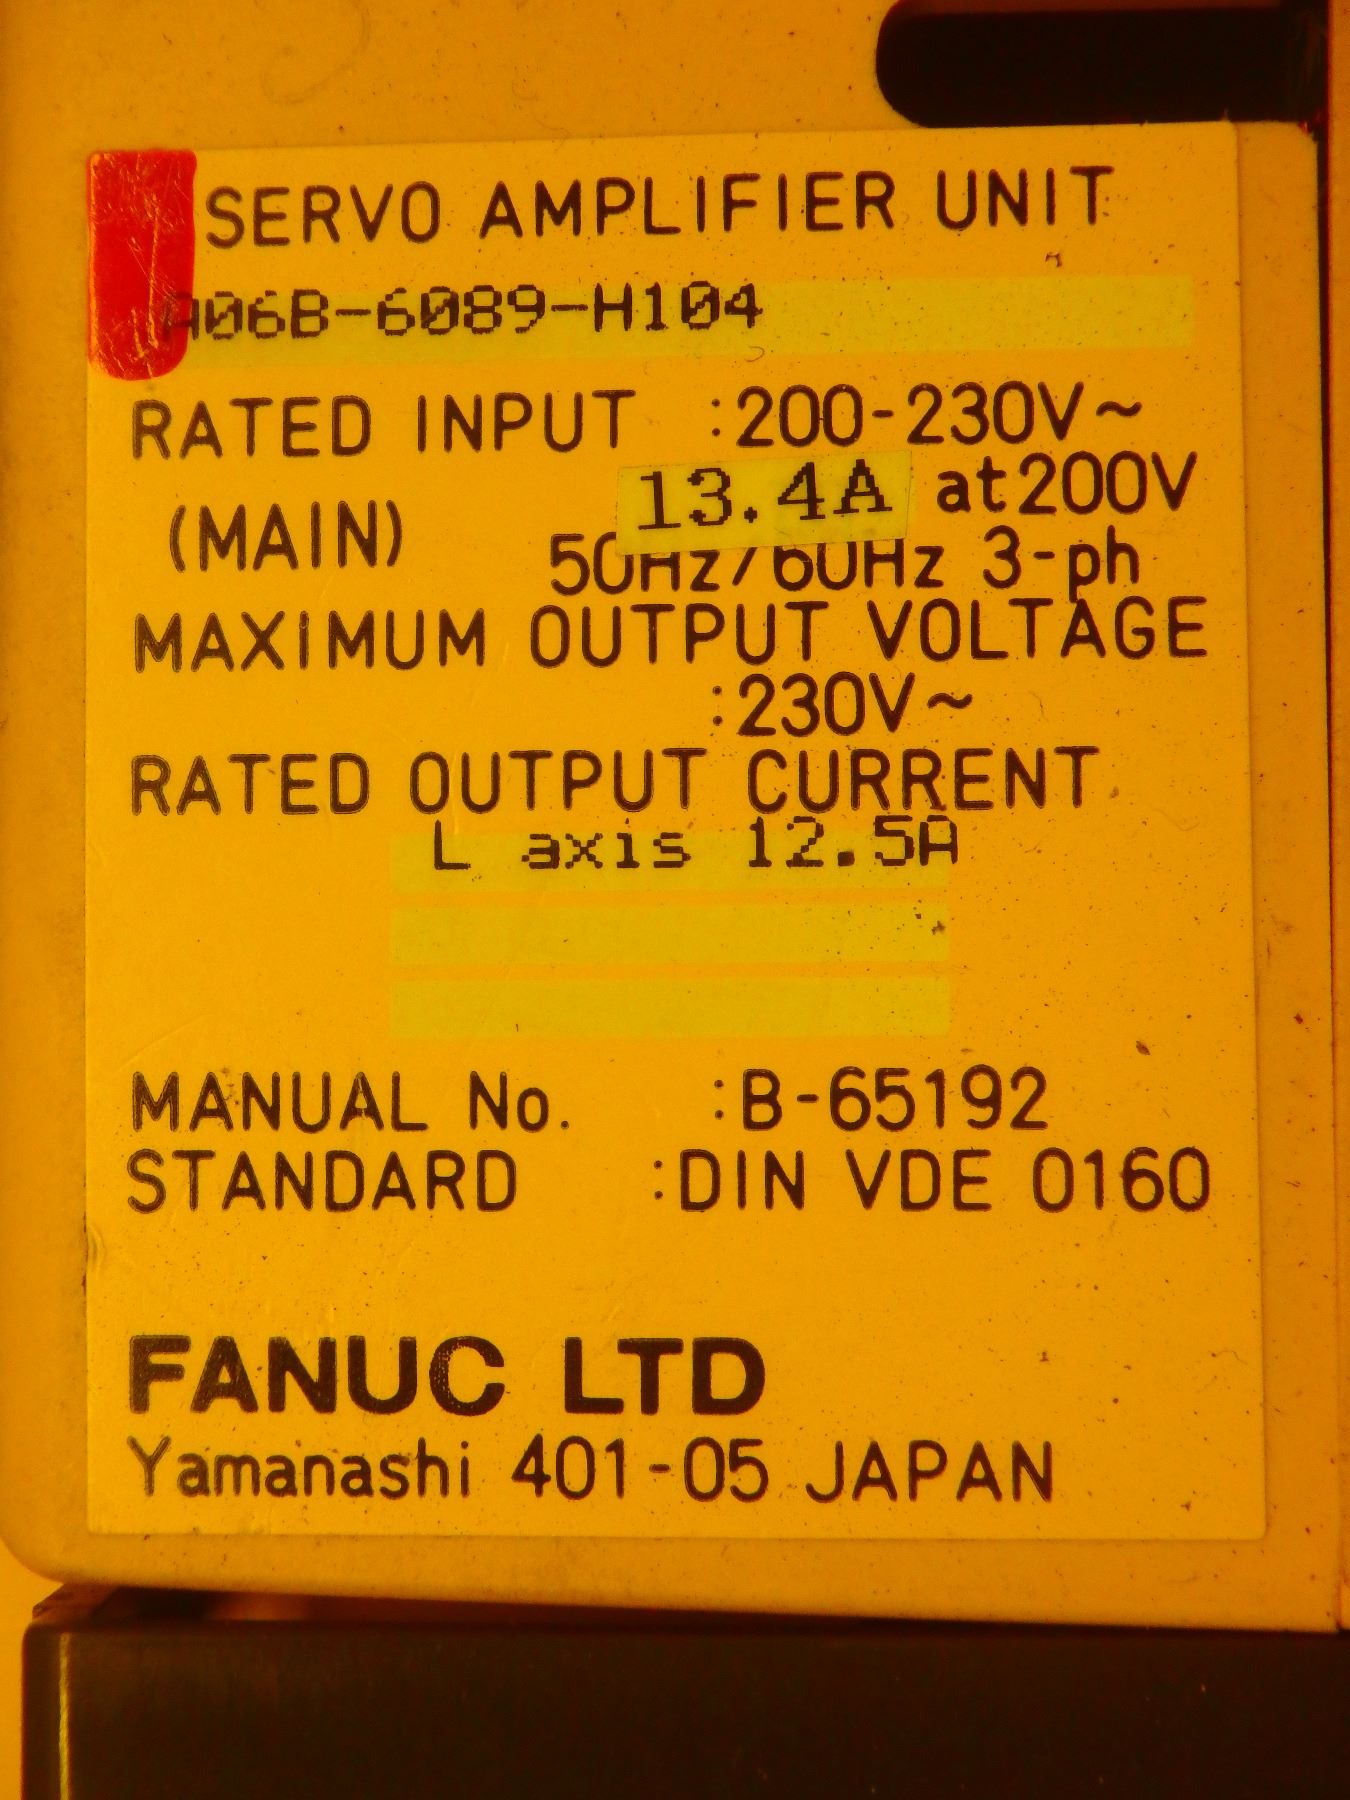 SERVO AMPLIFIER UNIT
A06B-6089-H104
RATED INPUT :200-230V~
13.4A at 200V
(MAIN)
50Hz/60Hz 3-ph
MAXIMUM OUTPUT VOLTAGE
:230V~
RATED OUTPUT CURRENT
L axis 12.5A
MANUAL No. :B-65192
STANDARD :DIN VDE 0160
FANUC LTD
Yamanashi 401-05 JAPAN